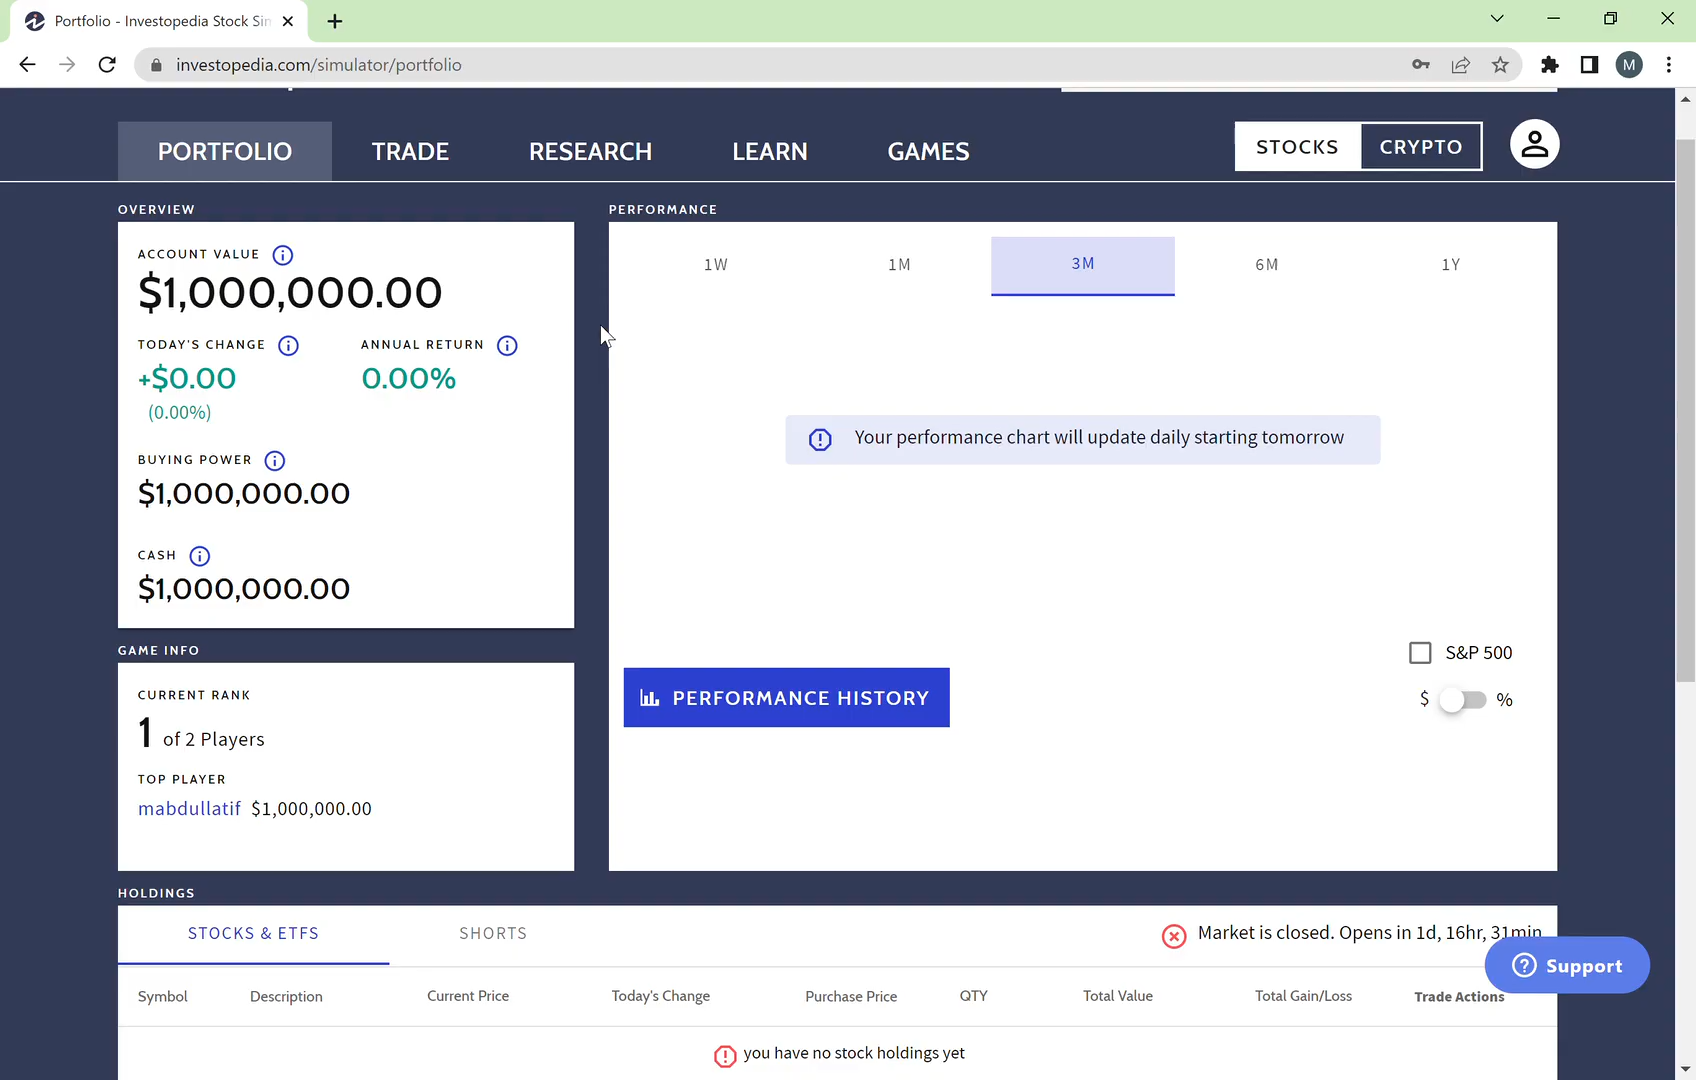 Portfolio - Investopedia Stock Sin
investopedia.com/simulator/portfolio
M
PORTFOLIO
TRADE
RESEARCH
LEARN
GAMES
STOCKS
CRYPTO
OVERVIEW
ACCOUNT VALUE
$1,000,000.00
TODAY'S CHANGE
ANNUAL RETURN
+$0.00
0.00%
(0.00%)
BUYING POWER
$1,000,000.00
CASH
$1,000,000.00
PERFORMANCE
1W
1M
3M
6M
1Y
Your performance chart will update daily starting tomorrow
S&P 500
$
%
PERFORMANCE HISTORY
GAME INFO
CURRENT RANK
1 of 2 Players
TOP PLAYER
mabdullatif $1,000,000.00
HOLDINGS
STOCKS & ETFS
SHORTS
Market is closed. Opens in 1d, 16hr, 31min
Support
Symbol
Description
Current Price
Today's Change
Purchase Price
QTY
Total Value
Total Gain/Loss
Trade Actions
you have no stock holdings yet